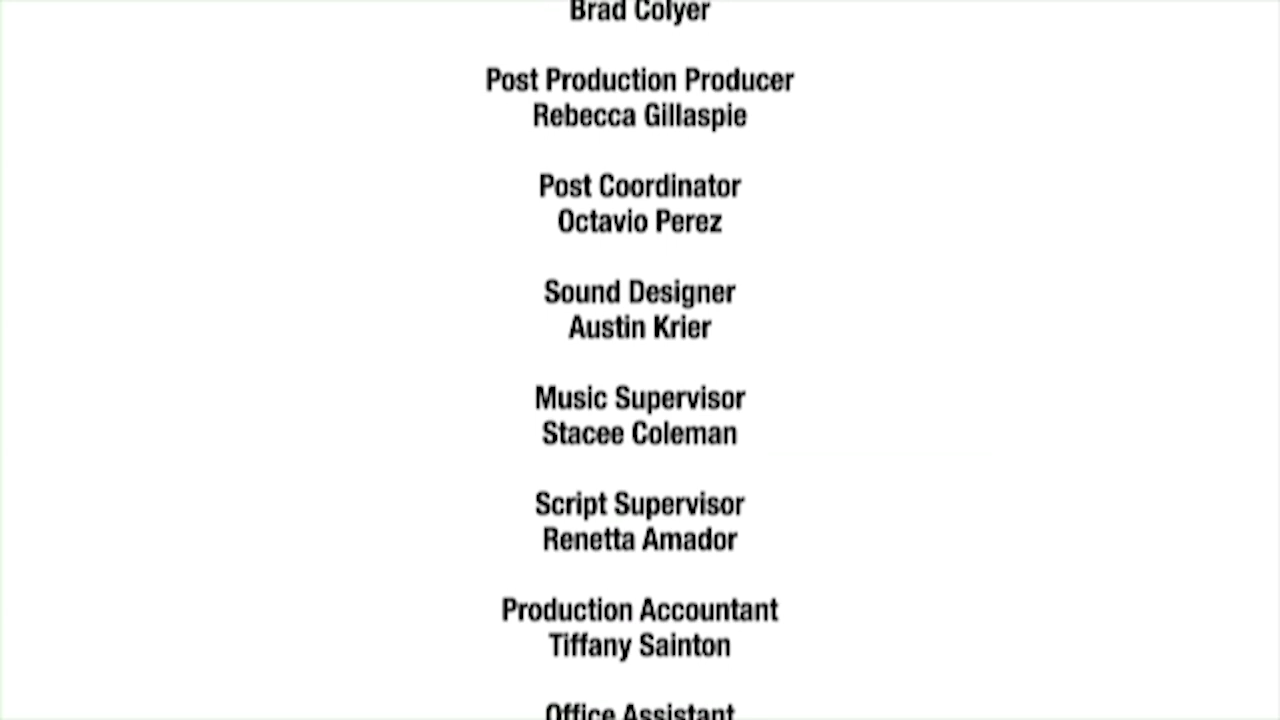 Brad Colyer
Post Production Producer
Rebecca Gillaspie
Post Coordinator
Octavio Perez
Sound Designer
Austin Krier
Music Supervisor
Stacee Coleman
Script Supervisor
Renetta Amador
Production Accountant
Tiffany Sainton
Office Assistant